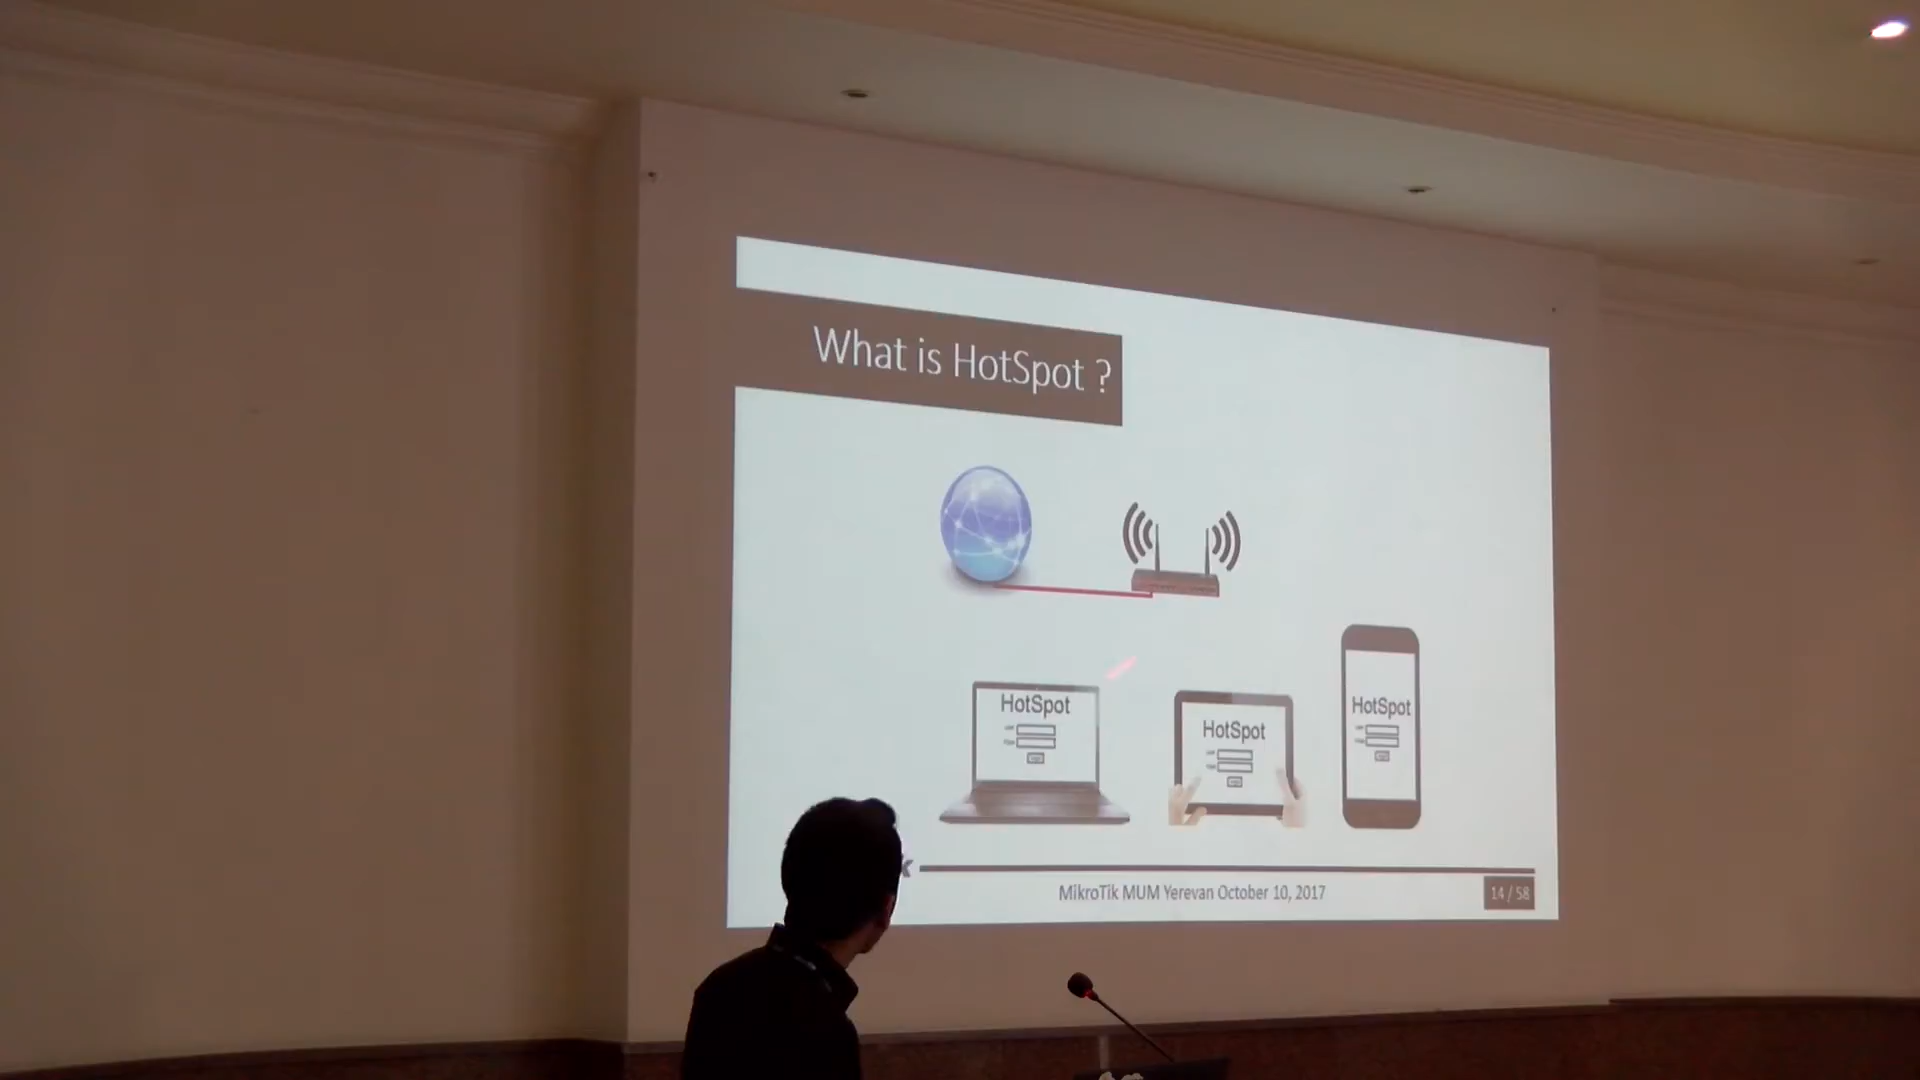 What is HotSpot ?
HotSpot
HotSpot
HotSpot
k
MikroTik MUM Yerevan October 10, 2017
14 / 58